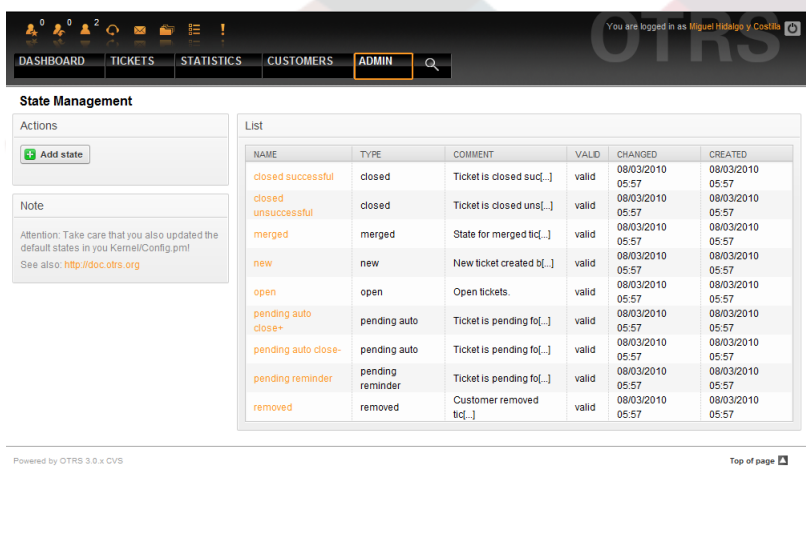 OTRS
0 0 2
You are logged in as Miguel Hidalgo y Costilla
DASHBOARD TICKETS STATISTICS CUSTOMERS ADMIN
State Management
Actions
Add state
Note
Attention: Take care that you also updated the
default states in you Kernel/Config.pm!
See also: http://doc.otrs.org
List
NAME TYPE COMMENT VALID CHANGED CREATED
closed successful closed Ticket is closed suc[...] valid 08/03/2010 05:57 08/03/2010 05:57
closed unsuccessful closed Ticket is closed uns[...] valid 08/03/2010 05:57 08/03/2010 05:57
merged merged State for merged tic[...] valid 08/03/2010 05:57 08/03/2010 05:57
new new New ticket created b[...] valid 08/03/2010 05:57 08/03/2010 05:57
open open Open tickets. valid 08/03/2010 05:57 08/03/2010 05:57
pending auto close+ pending auto Ticket is pending fo[...] valid 08/03/2010 05:57 08/03/2010 05:57
pending auto close- pending auto Ticket is pending fo[...] valid 08/03/2010 05:57 08/03/2010 05:57
pending reminder pending reminder Ticket is pending fo[...] valid 08/03/2010 05:57 08/03/2010 05:57
removed removed Customer removed tic[...] valid 08/03/2010 05:57 08/03/2010 05:57
Powered by OTRS 3.0.x CVS
Top of page